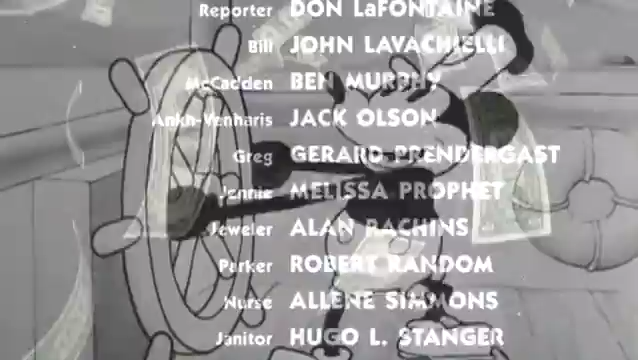 Reporter DON LaFONTAINE
Bill JOHN LAVACHIELLI
McCadden BEN MURPHY
Ankh-Venharis JACK OLSON
Greg GERARD PRENDERGAST
Jennie MELISSA PROPHET
Jeweler ALAN RACHINS
Parker ROBERT RANDOM
Nurse ALLENE SIMMONS
Janitor HUGO L. STANGER